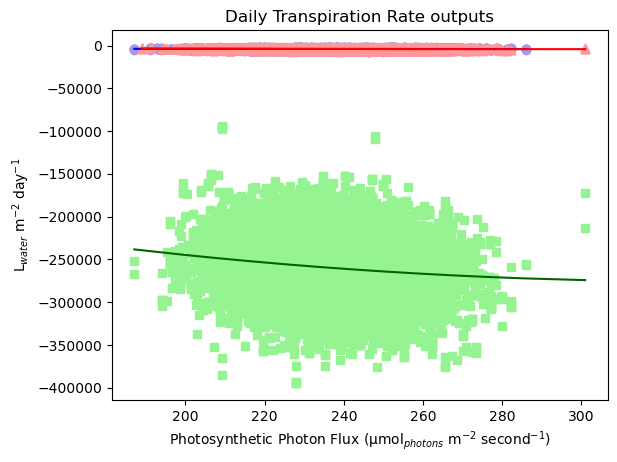 Daily Transpiration Rate outputs
0
−50000
−100000
−150000
−200000
−250000
−300000
−350000
−400000
L_water m⁻² day⁻¹
200 220 240 260 280 300
Photosynthetic Photon Flux (μmol_photons m⁻² second⁻¹)